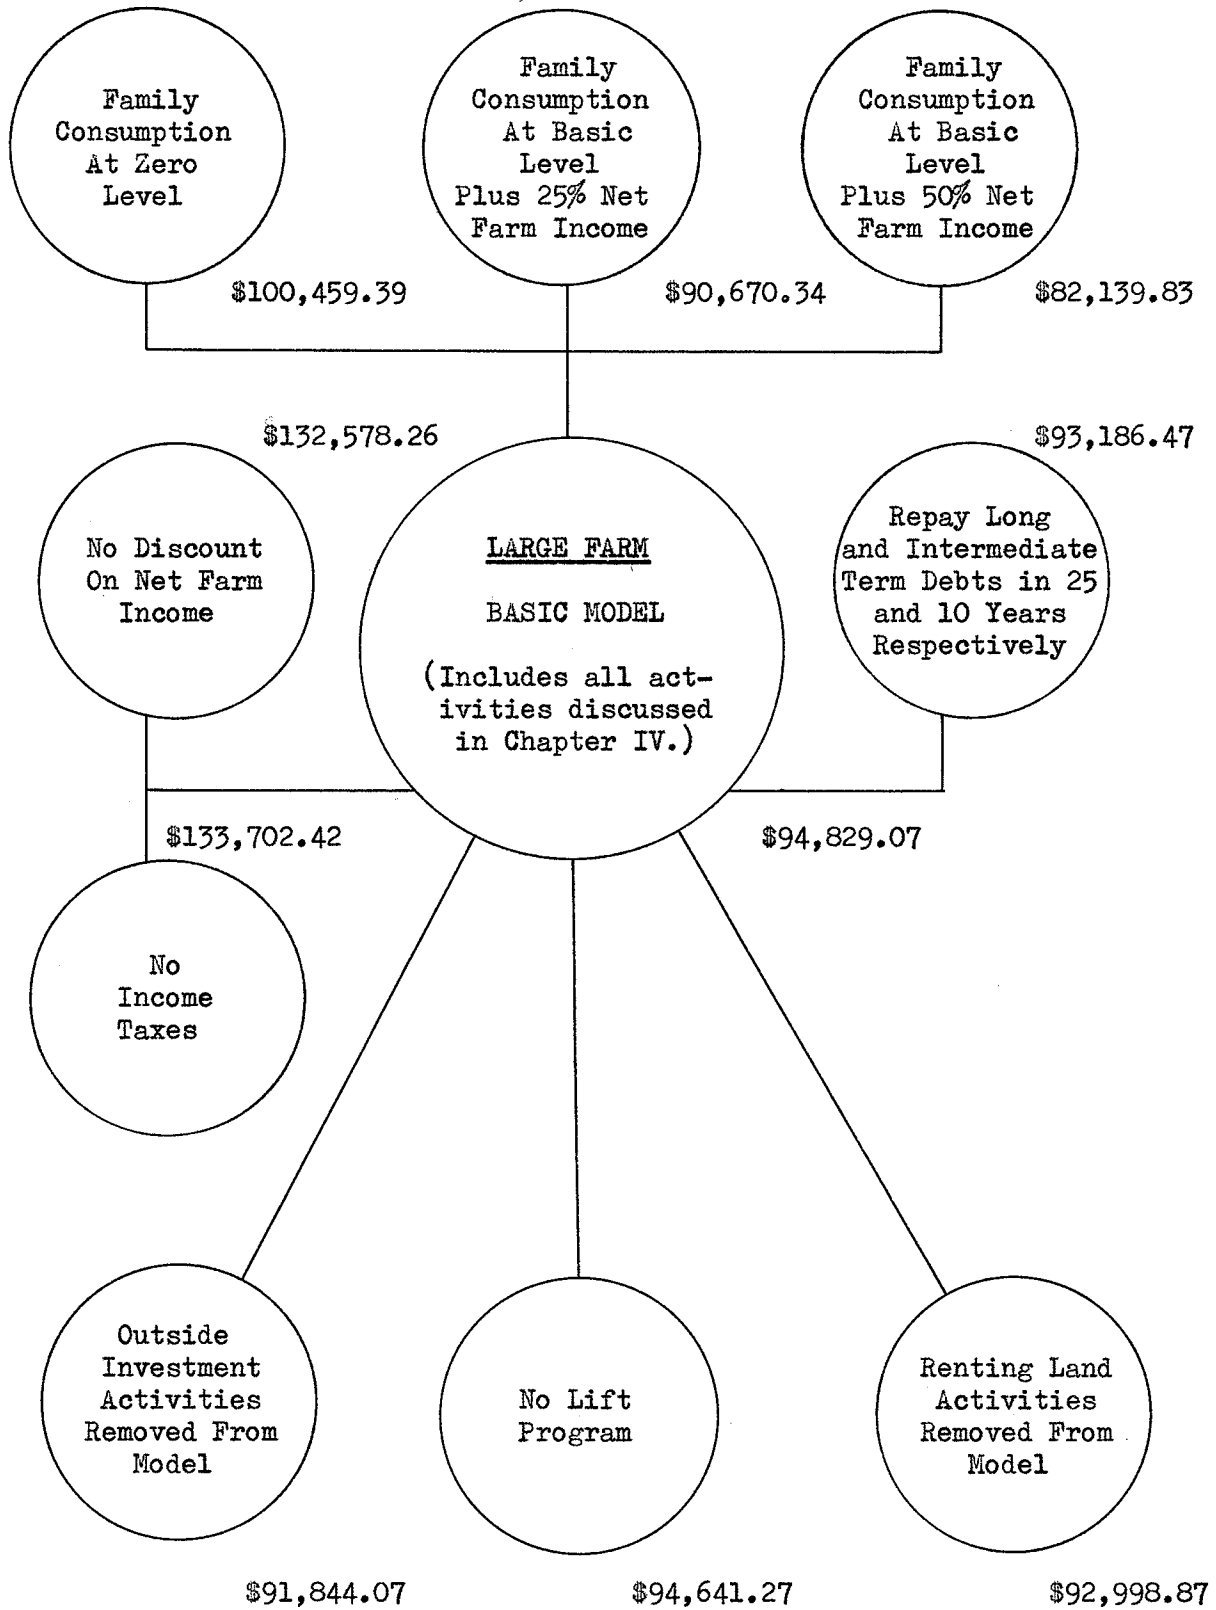 Family
Consumption
At Zero
Level
$100,459.39
Family
Consumption
At Basic
Level
Plus 25% Net
Farm Income
$90,670.34
Family
Consumption
At Basic
Level
Plus 50% Net
Farm Income
$82,139.83
$132,578.26
No Discount
On Net Farm
Income
LARGE FARM
BASIC MODEL
(Includes all act-
ivities discussed
in Chapter IV.)
$93,186.47
Repay Long
and Intermediate
Term Debts in 25
and 10 Years
Respectively
$133,702.42
$94,829.07
No
Income
Taxes
Outside
Investment
Activities
Removed From
Model
$91,844.07
No Lift
Program
$94,641.27
Renting Land
Activities
Removed From
Model
$92,998.87